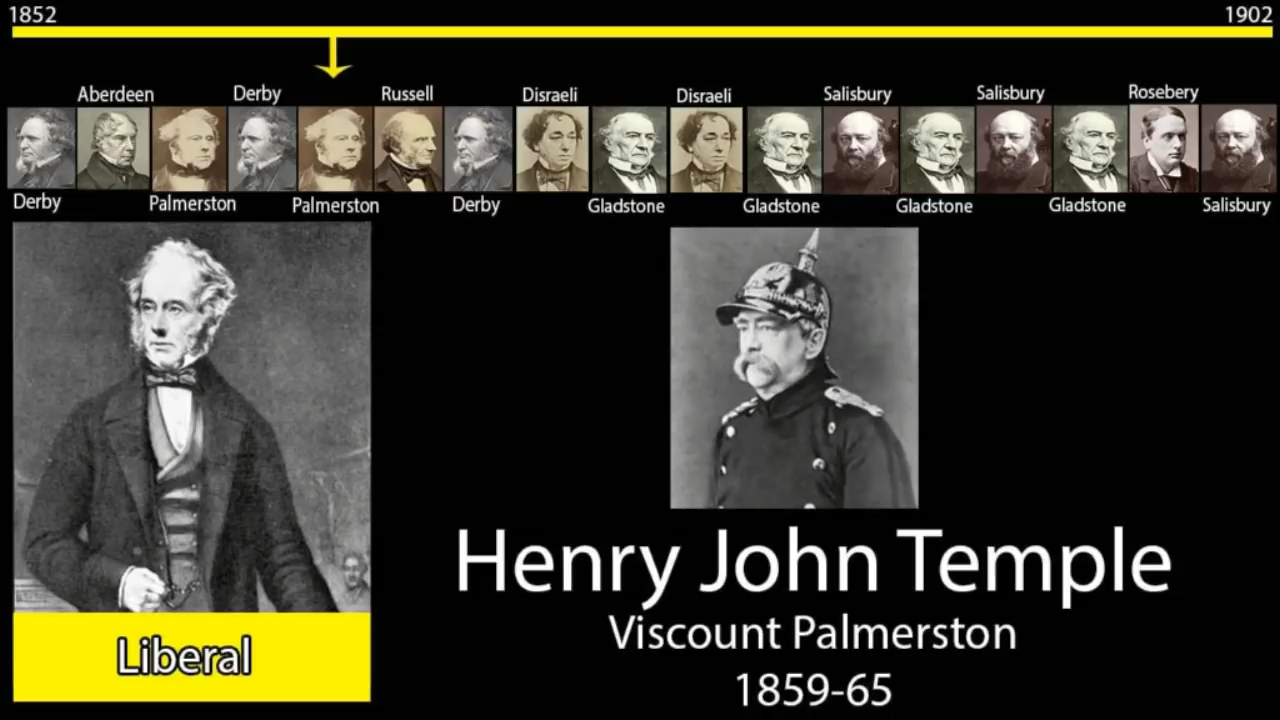 1852 1902
Aberdeen Derby Russell Disraeli Disraeli Salisbury Salisbury Rosebery
Derby Palmerston Palmerston Derby Gladstone Gladstone Gladstone Gladstone Salisbury
Liberal
Henry John Temple
Viscount Palmerston
1859-65